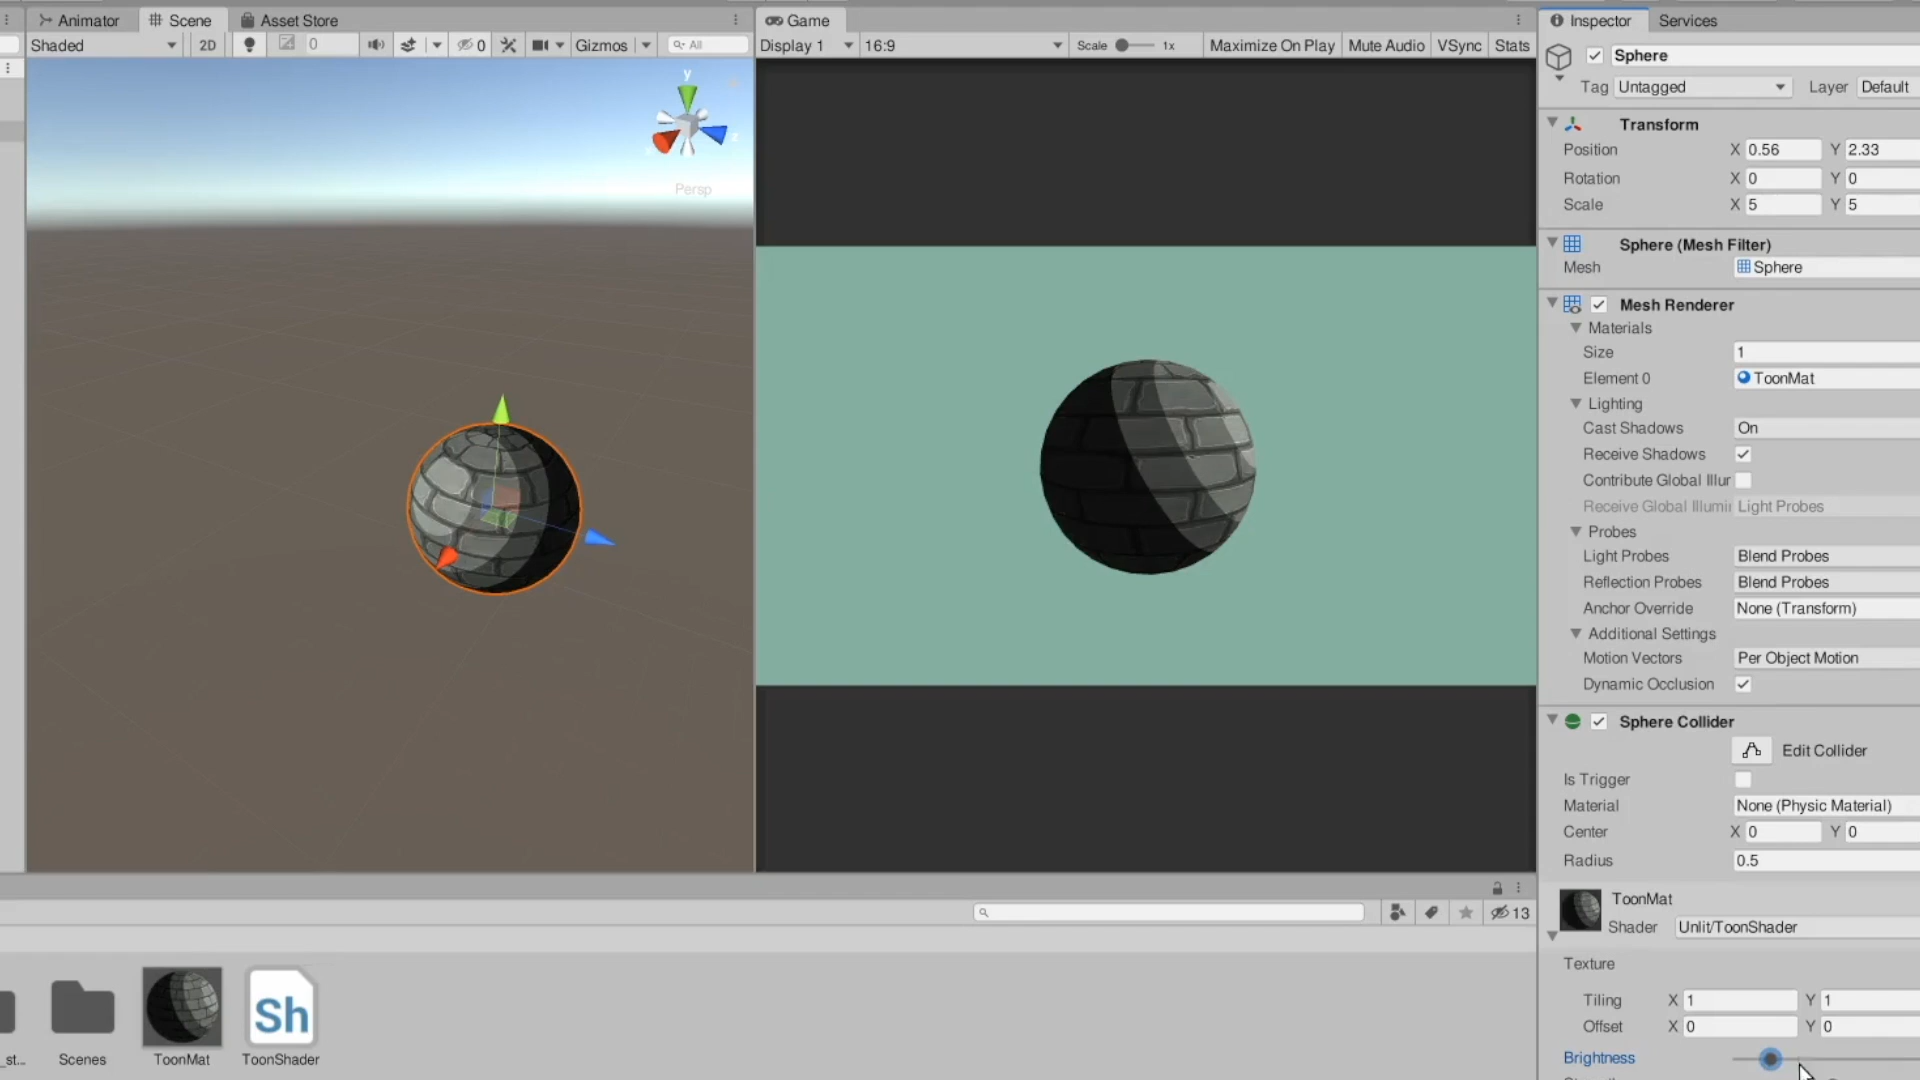 Animator
Scene
Asset Store
Game
Inspector
Services
Shaded
2D
0
0
Gizmos
All
Display 1
16:9
Scale
1x
Maximize On Play
Mute Audio
VSync
Stats
Sphere
Tag
Untagged
Layer
Default
y
z
Persp
Transform
Position
X 0.56
Y 2.33
Rotation
X 0
Y 0
Scale
X 5
Y 5
Sphere (Mesh Filter)
Mesh
Sphere
Mesh Renderer
Materials
Size
1
Element 0
ToonMat
Lighting
Cast Shadows
On
Receive Shadows
Contribute Global Illur
Receive Global Illumii
Light Probes
Probes
Light Probes
Blend Probes
Reflection Probes
Blend Probes
Anchor Override
None (Transform)
Additional Settings
Motion Vectors
Per Object Motion
Dynamic Occlusion
Sphere Collider
Edit Collider
Is Trigger
Material
None (Physic Material)
Center
X 0
Y 0
Radius
0.5
13
ToonMat
Shader
Unlit/ToonShader
Texture
Tiling
X 1
Y 1
Offset
X 0
Y 0
Brightness
Sh
_st...
Scenes
ToonMat
ToonShader